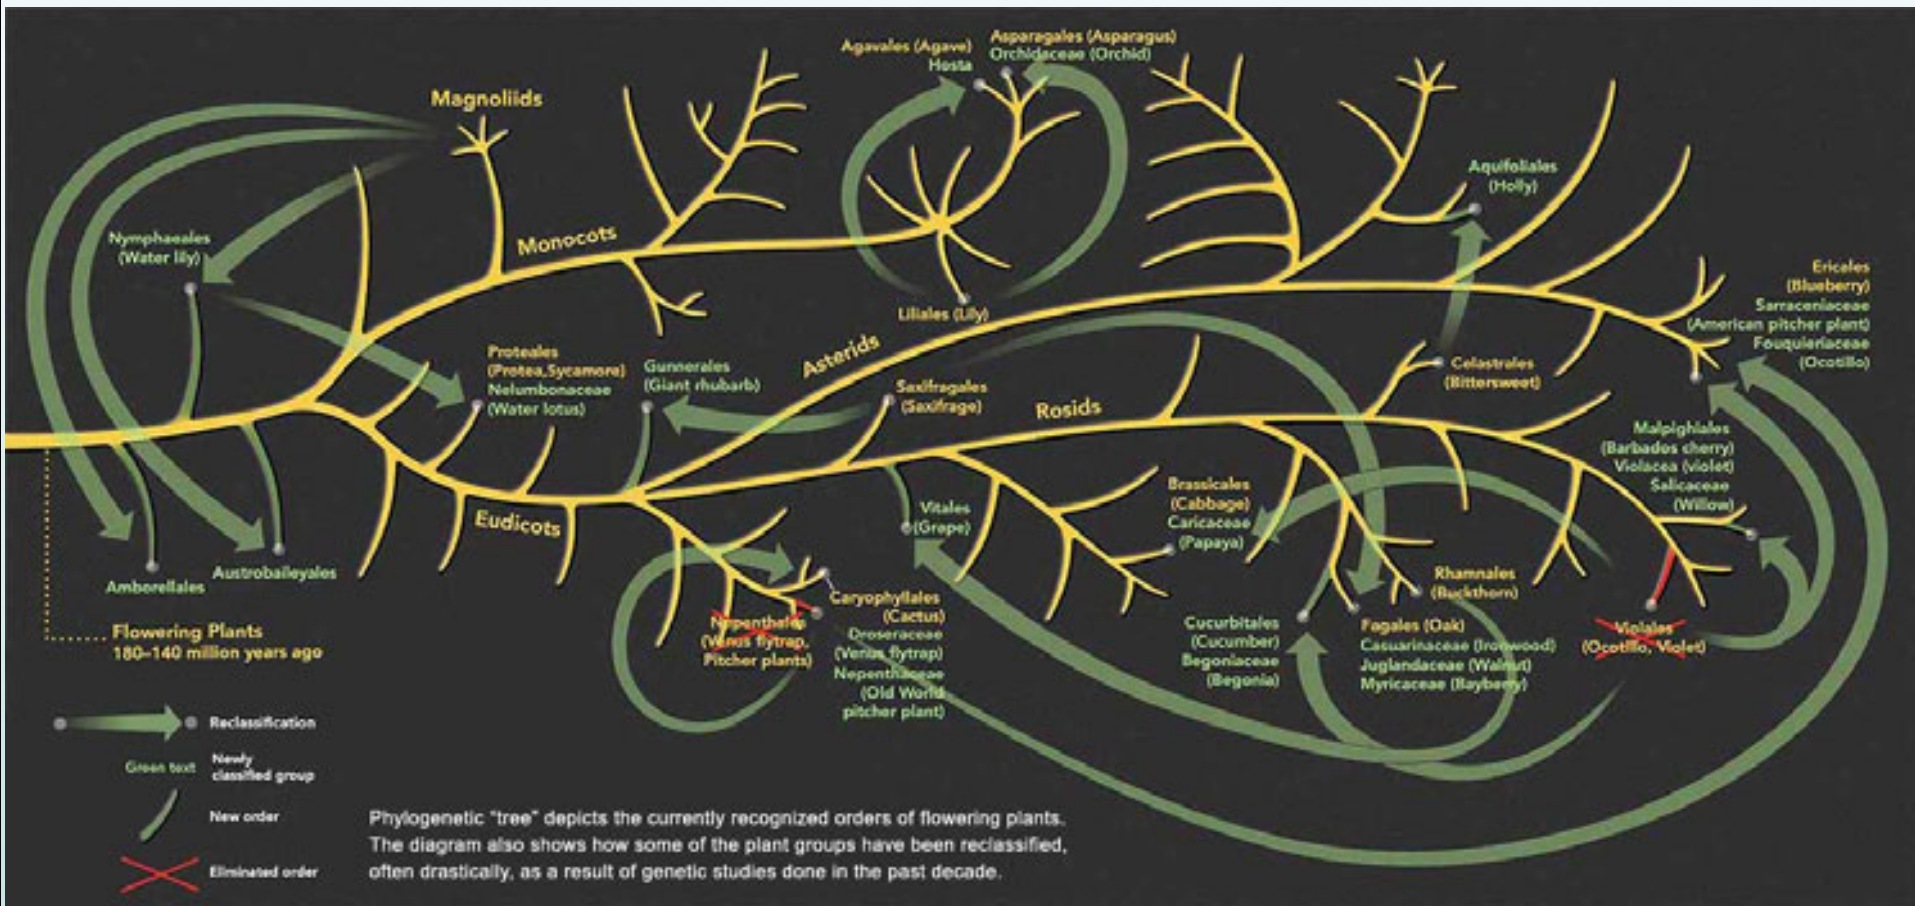 Agavales (Agave)
Hosta
Asparagales (Asparagus)
Orchidaceae (Orchid)
Magnoliids
Aquifoliales
(Holly)
Nymphaeales
(Water lily)
Monocots
Ericales
(Blueberry)
Sarraceniaceae
(American pitcher plant)
Fouquieriaceae
(Ocotillo)
Liliales (Lily)
Asterids
Proteales
(Protea,Sycamore)
Nelumbonaceae
(Water lotus)
Gunnerales
(Giant rhubarb)
Saxifragales
(Saxifrage)
Celastrales
(Bittersweet)
Rosids
Malpighiales
(Barbados cherry)
Violacea (violet)
Salicaceae
(Willow)
Brassicales
(Cabbage)
Caricaceae
(Papaya)
Eudicots
Vitales
(Grape)
Amborellales
Austrobaileyales
Rhamnales
(Buckthorn)
Caryophyllales
(Cactus)
Droseraceae
(Venus flytrap)
Nepenthaceae
(Old World
pitcher plant)
Nepenthales
(Venus flytrap,
Pitcher plants)
Cucurbitales
(Cucumber)
Begoniaceae
(Begonia)
Fagales (Oak)
Casuarinaceae (Ironwood)
Juglandaceae (Walnut)
Myricaceae (Bayberry)
Violales
(Ocotillo, Violet)
Flowering Plants
180–140 million years ago
Reclassification
Green text
Newly
classified group
New order
Eliminated order
Phylogenetic "tree" depicts the currently recognized orders of flowering plants.
The diagram also shows how some of the plant groups have been reclassified,
often drastically, as a result of genetic studies done in the past decade.